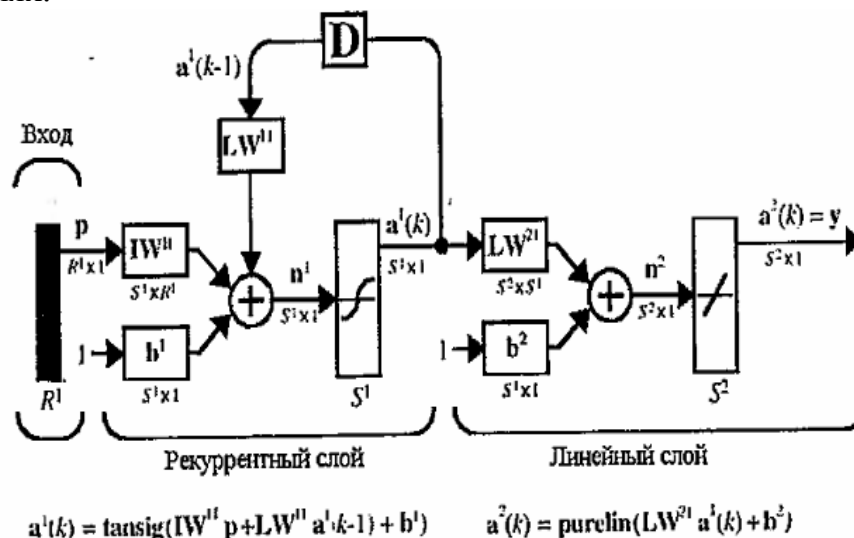 D
a¹(k-1)
LW¹¹
Вход
p
R¹x1
IW¹¹
S¹xR¹
1
b¹
S¹x1
R¹
n¹
S¹x1
S¹
a¹(k)
S¹x1
LW²¹
S²xS¹
1
b²
S¹x1
n²
S²x1
S²
a²(k) = y
S²x1
Рекуррентный слой
Линейный слой
a¹(k) = tansig(IW¹¹ p+LW¹¹ a¹(k-1) + b¹)
a²(k) = purelin(LW²¹ a¹(k)+b²)